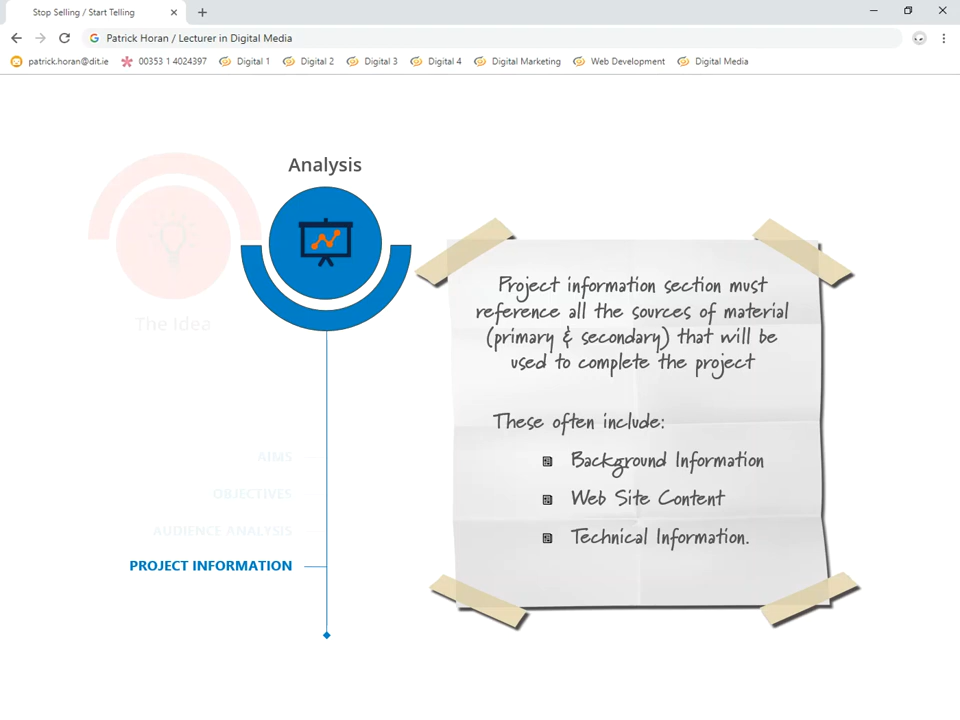 Stop Selling / Start Telling
Patrick Horan / Lecturer in Digital Media
patrick.horan@dit.ie
00353 1 4024397
Digital 1
Digital 2
Digital 3
Digital 4
Digital Marketing
Web Development
Digital Media
Analysis
The Idea
AIMS
OBJECTIVES
AUDIENCE ANALYSIS
PROJECT INFORMATION
Project information section must
reference all the sources of material
(primary & secondary) that will be
used to complete the project
These often include:
Background Information
Web Site Content
Technical Information.